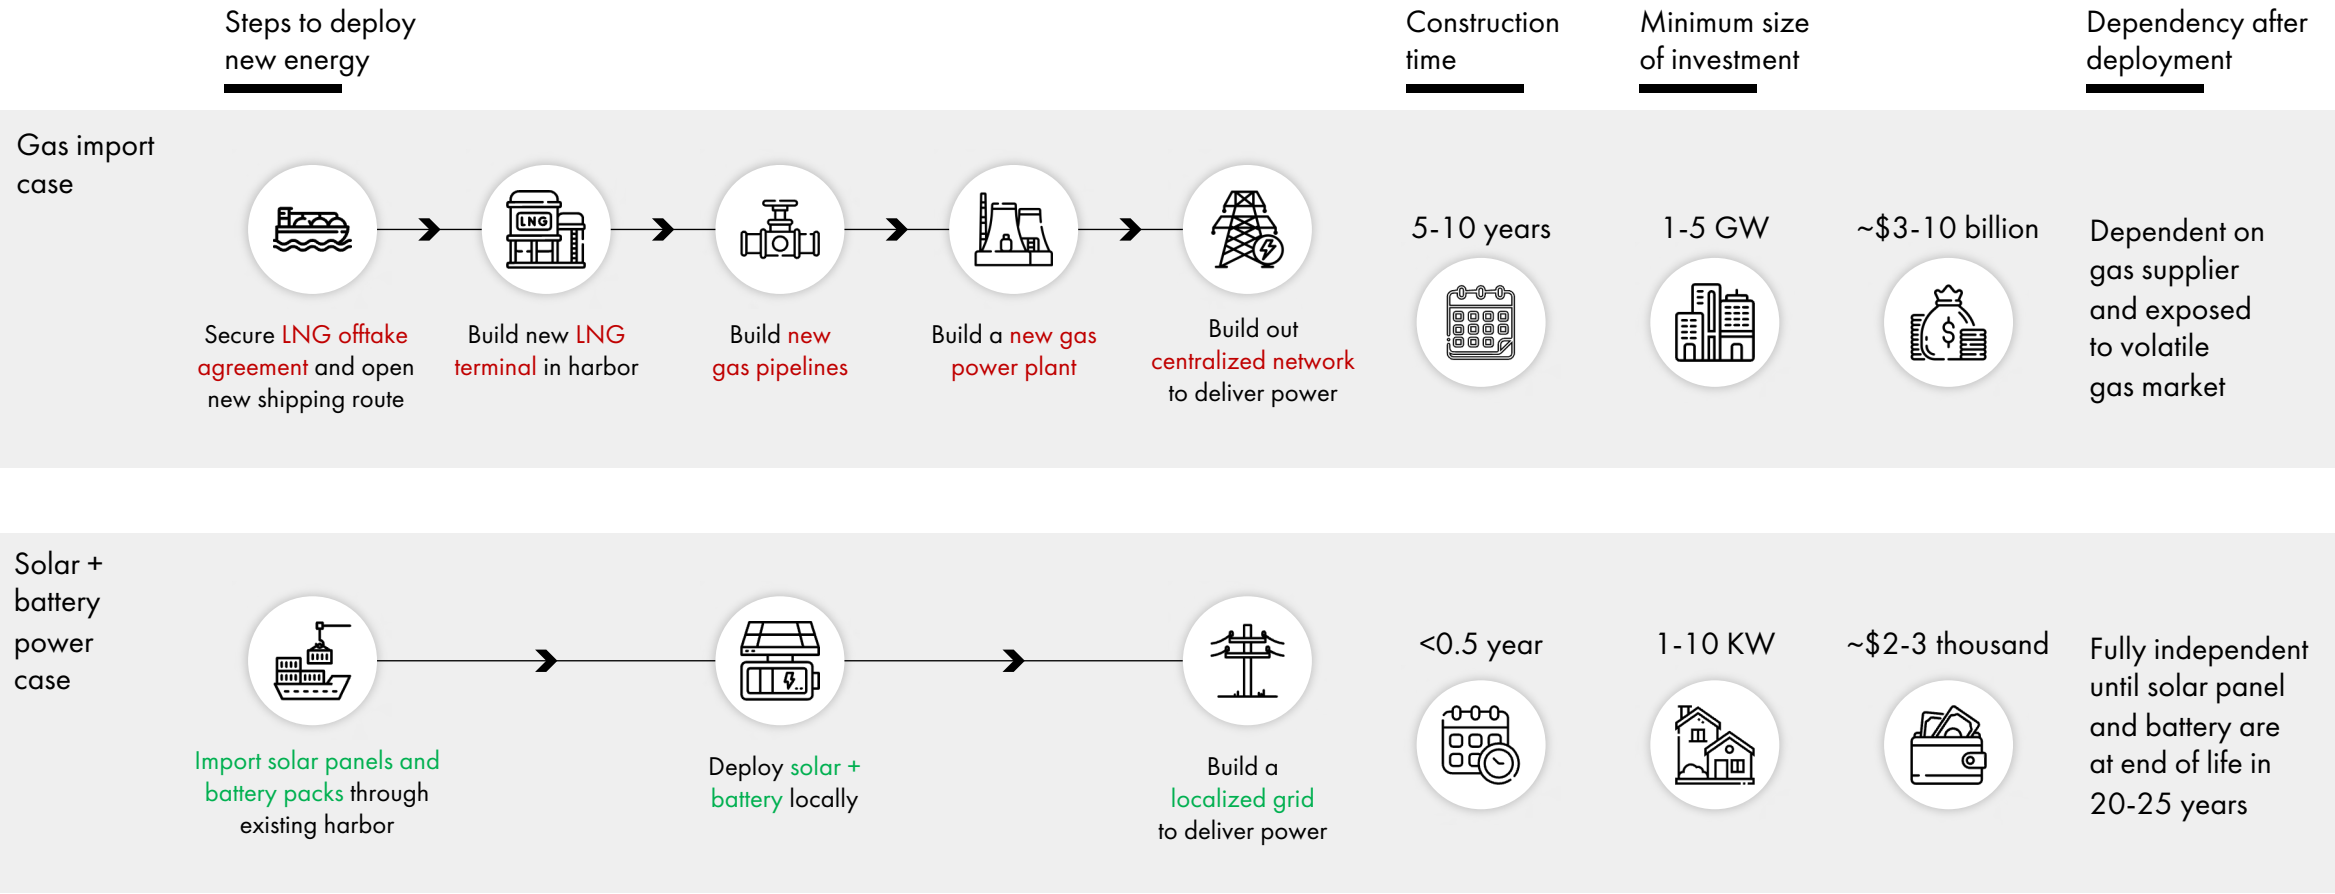 Steps to deploy
new energy
Construction
time
Minimum size
of investment
Dependency after
deployment
Gas import
case
LNG
Secure LNG offtake
agreement and open
new shipping route
Build new LNG
terminal in harbor
Build new
gas pipelines
Build a new gas
power plant
Build out
centralized network
to deliver power
5-10 years
1-5 GW
~$3-10 billion
$
Dependent on
gas supplier
and exposed
to volatile
gas market
Solar +
battery
power
case
Import solar panels and
battery packs through
existing harbor
Deploy solar +
battery locally
Build a
localized grid
to deliver power
<0.5 year
1-10 KW
~$2-3 thousand
Fully independent
until solar panel
and battery are
at end of life in
20-25 years